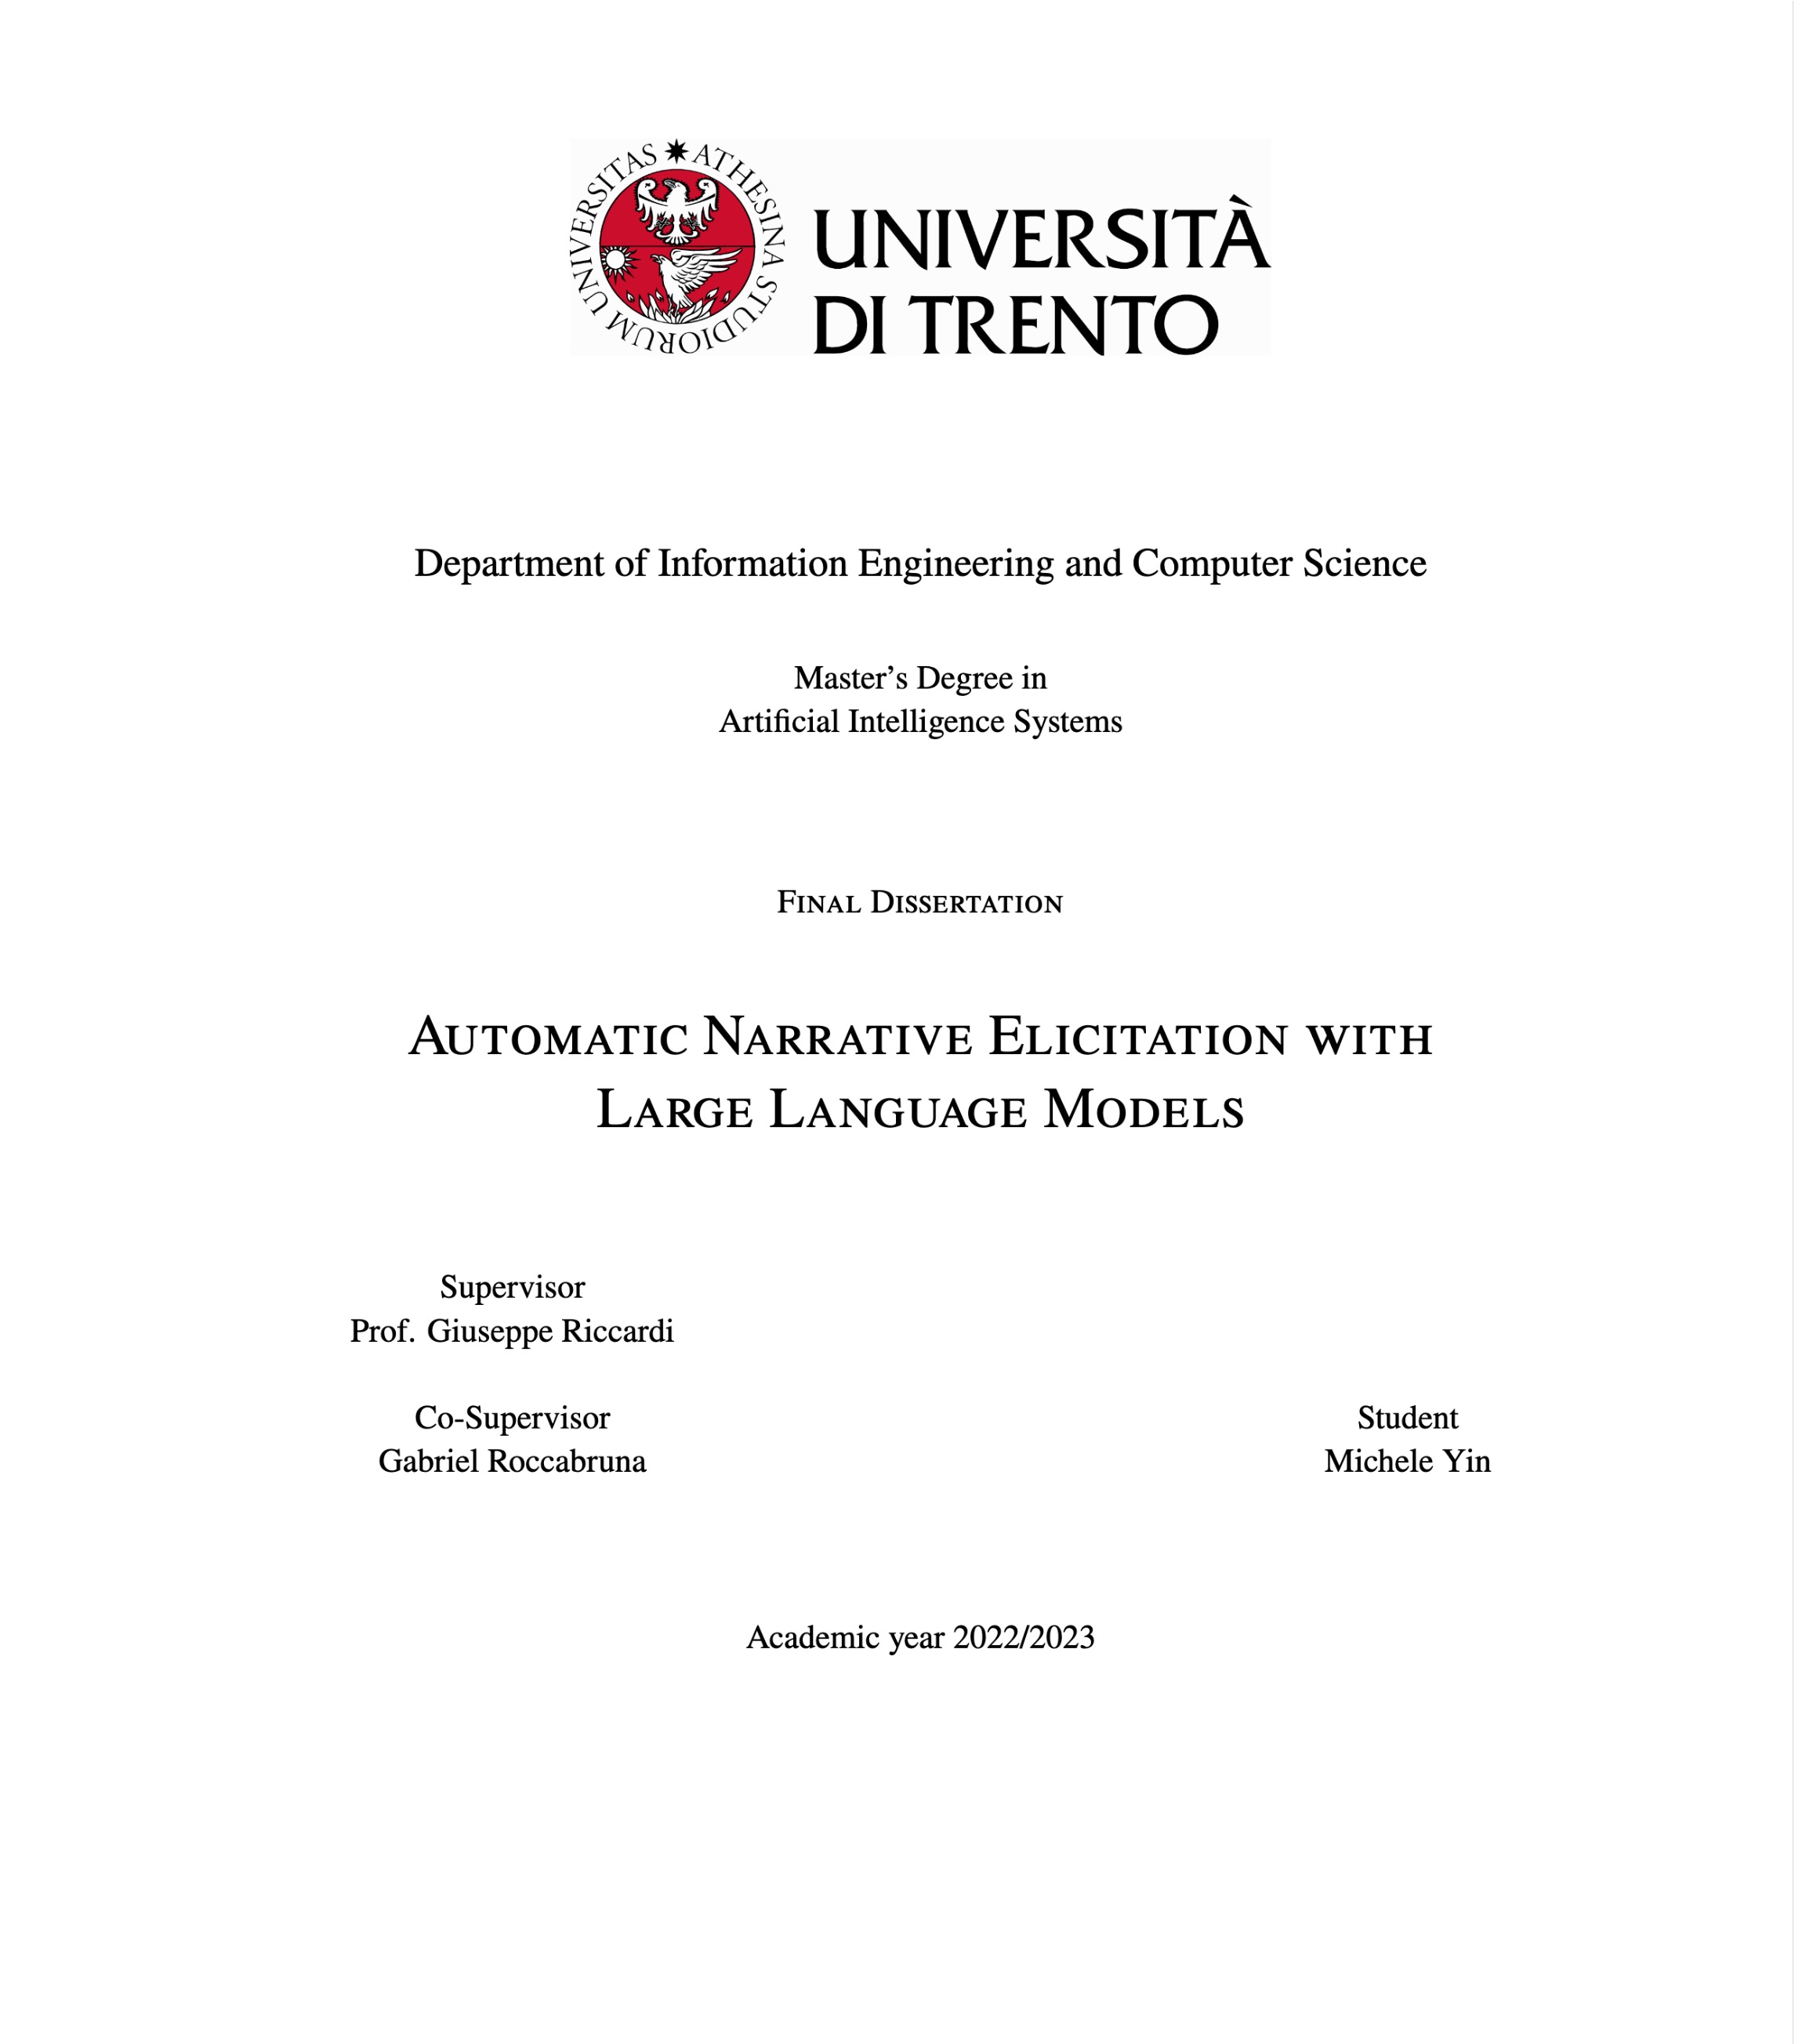 UNIVERSITAS ATHESINA STUDIORUM
UNIVERSITÀ
DI TRENTO
Department of Information Engineering and Computer Science
Master’s Degree in
Artificial Intelligence Systems
Final Dissertation
Automatic Narrative Elicitation with
Large Language Models
Supervisor
Prof. Giuseppe Riccardi
Co-Supervisor
Gabriel Roccabruna
Student
Michele Yin
Academic year 2022/2023